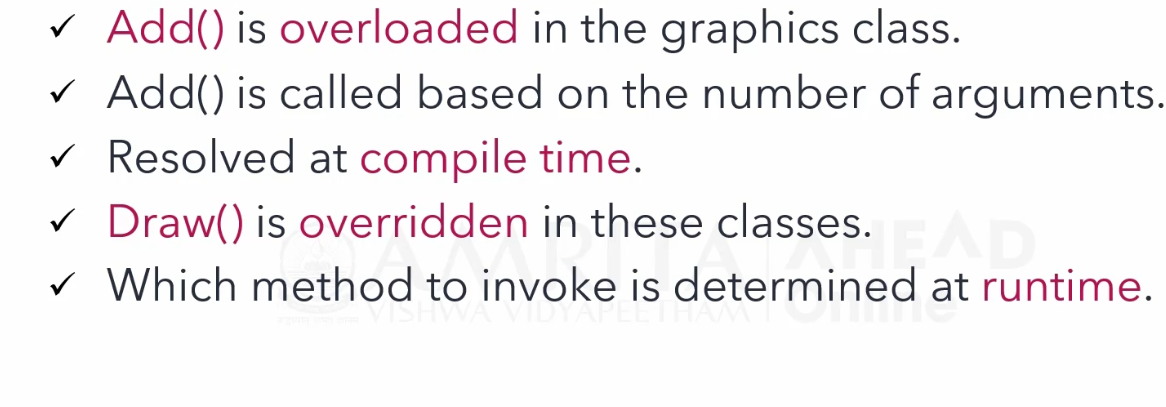 ✓ Add() is overloaded in the graphics class.
✓ Add() is called based on the number of arguments.
✓ Resolved at compile time.
✓ Draw() is overridden in these classes.
✓ Which method to invoke is determined at runtime.
AMRITA AHEAD
VISHWA VIDYAPEETHAM Online